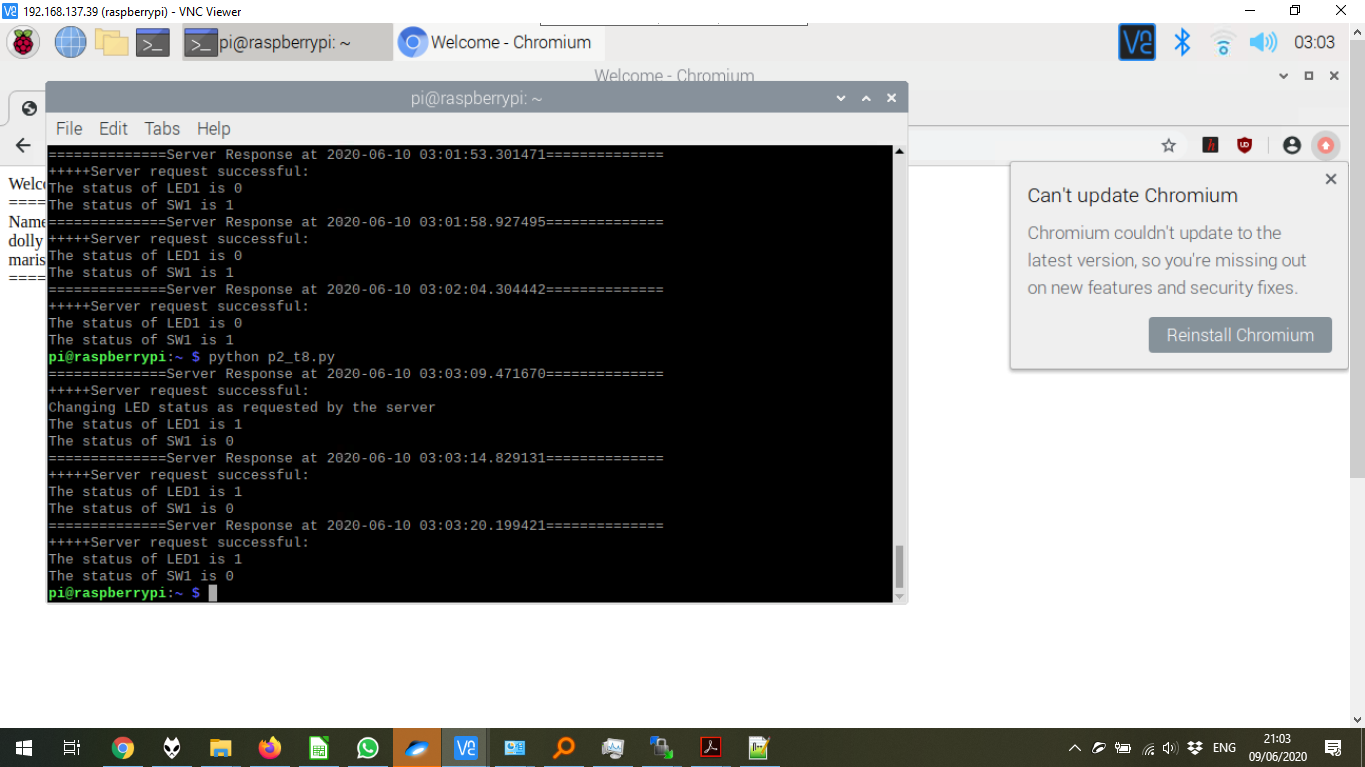 192.168.137.39 (raspberrypi) - VNC Viewer
pi@raspberrypi: ~
Welcome - Chromium
03:03
Welcome - Chromium
pi@raspberrypi: ~
File Edit Tabs Help
==============Server Response at 2020-06-10 03:01:53.301471==============
+++++Server request successful:
The status of LED1 is 0
The status of SW1 is 1
==============Server Response at 2020-06-10 03:01:58.927495==============
+++++Server request successful:
The status of LED1 is 0
The status of SW1 is 1
==============Server Response at 2020-06-10 03:02:04.304442==============
+++++Server request successful:
The status of LED1 is 0
The status of SW1 is 1
pi@raspberrypi:~ $ python p2_t8.py
==============Server Response at 2020-06-10 03:03:09.471670==============
+++++Server request successful:
Changing LED status as requested by the server
The status of LED1 is 1
The status of SW1 is 0
==============Server Response at 2020-06-10 03:03:14.829131==============
+++++Server request successful:
The status of LED1 is 1
The status of SW1 is 0
==============Server Response at 2020-06-10 03:03:20.199421==============
+++++Server request successful:
The status of LED1 is 1
The status of SW1 is 0
pi@raspberrypi:~ $
Welc
====
Name
dolly
maris
====
Can't update Chromium
Chromium couldn't update to the
latest version, so you're missing out
on new features and security fixes.
Reinstall Chromium
ENG
21:03
09/06/2020